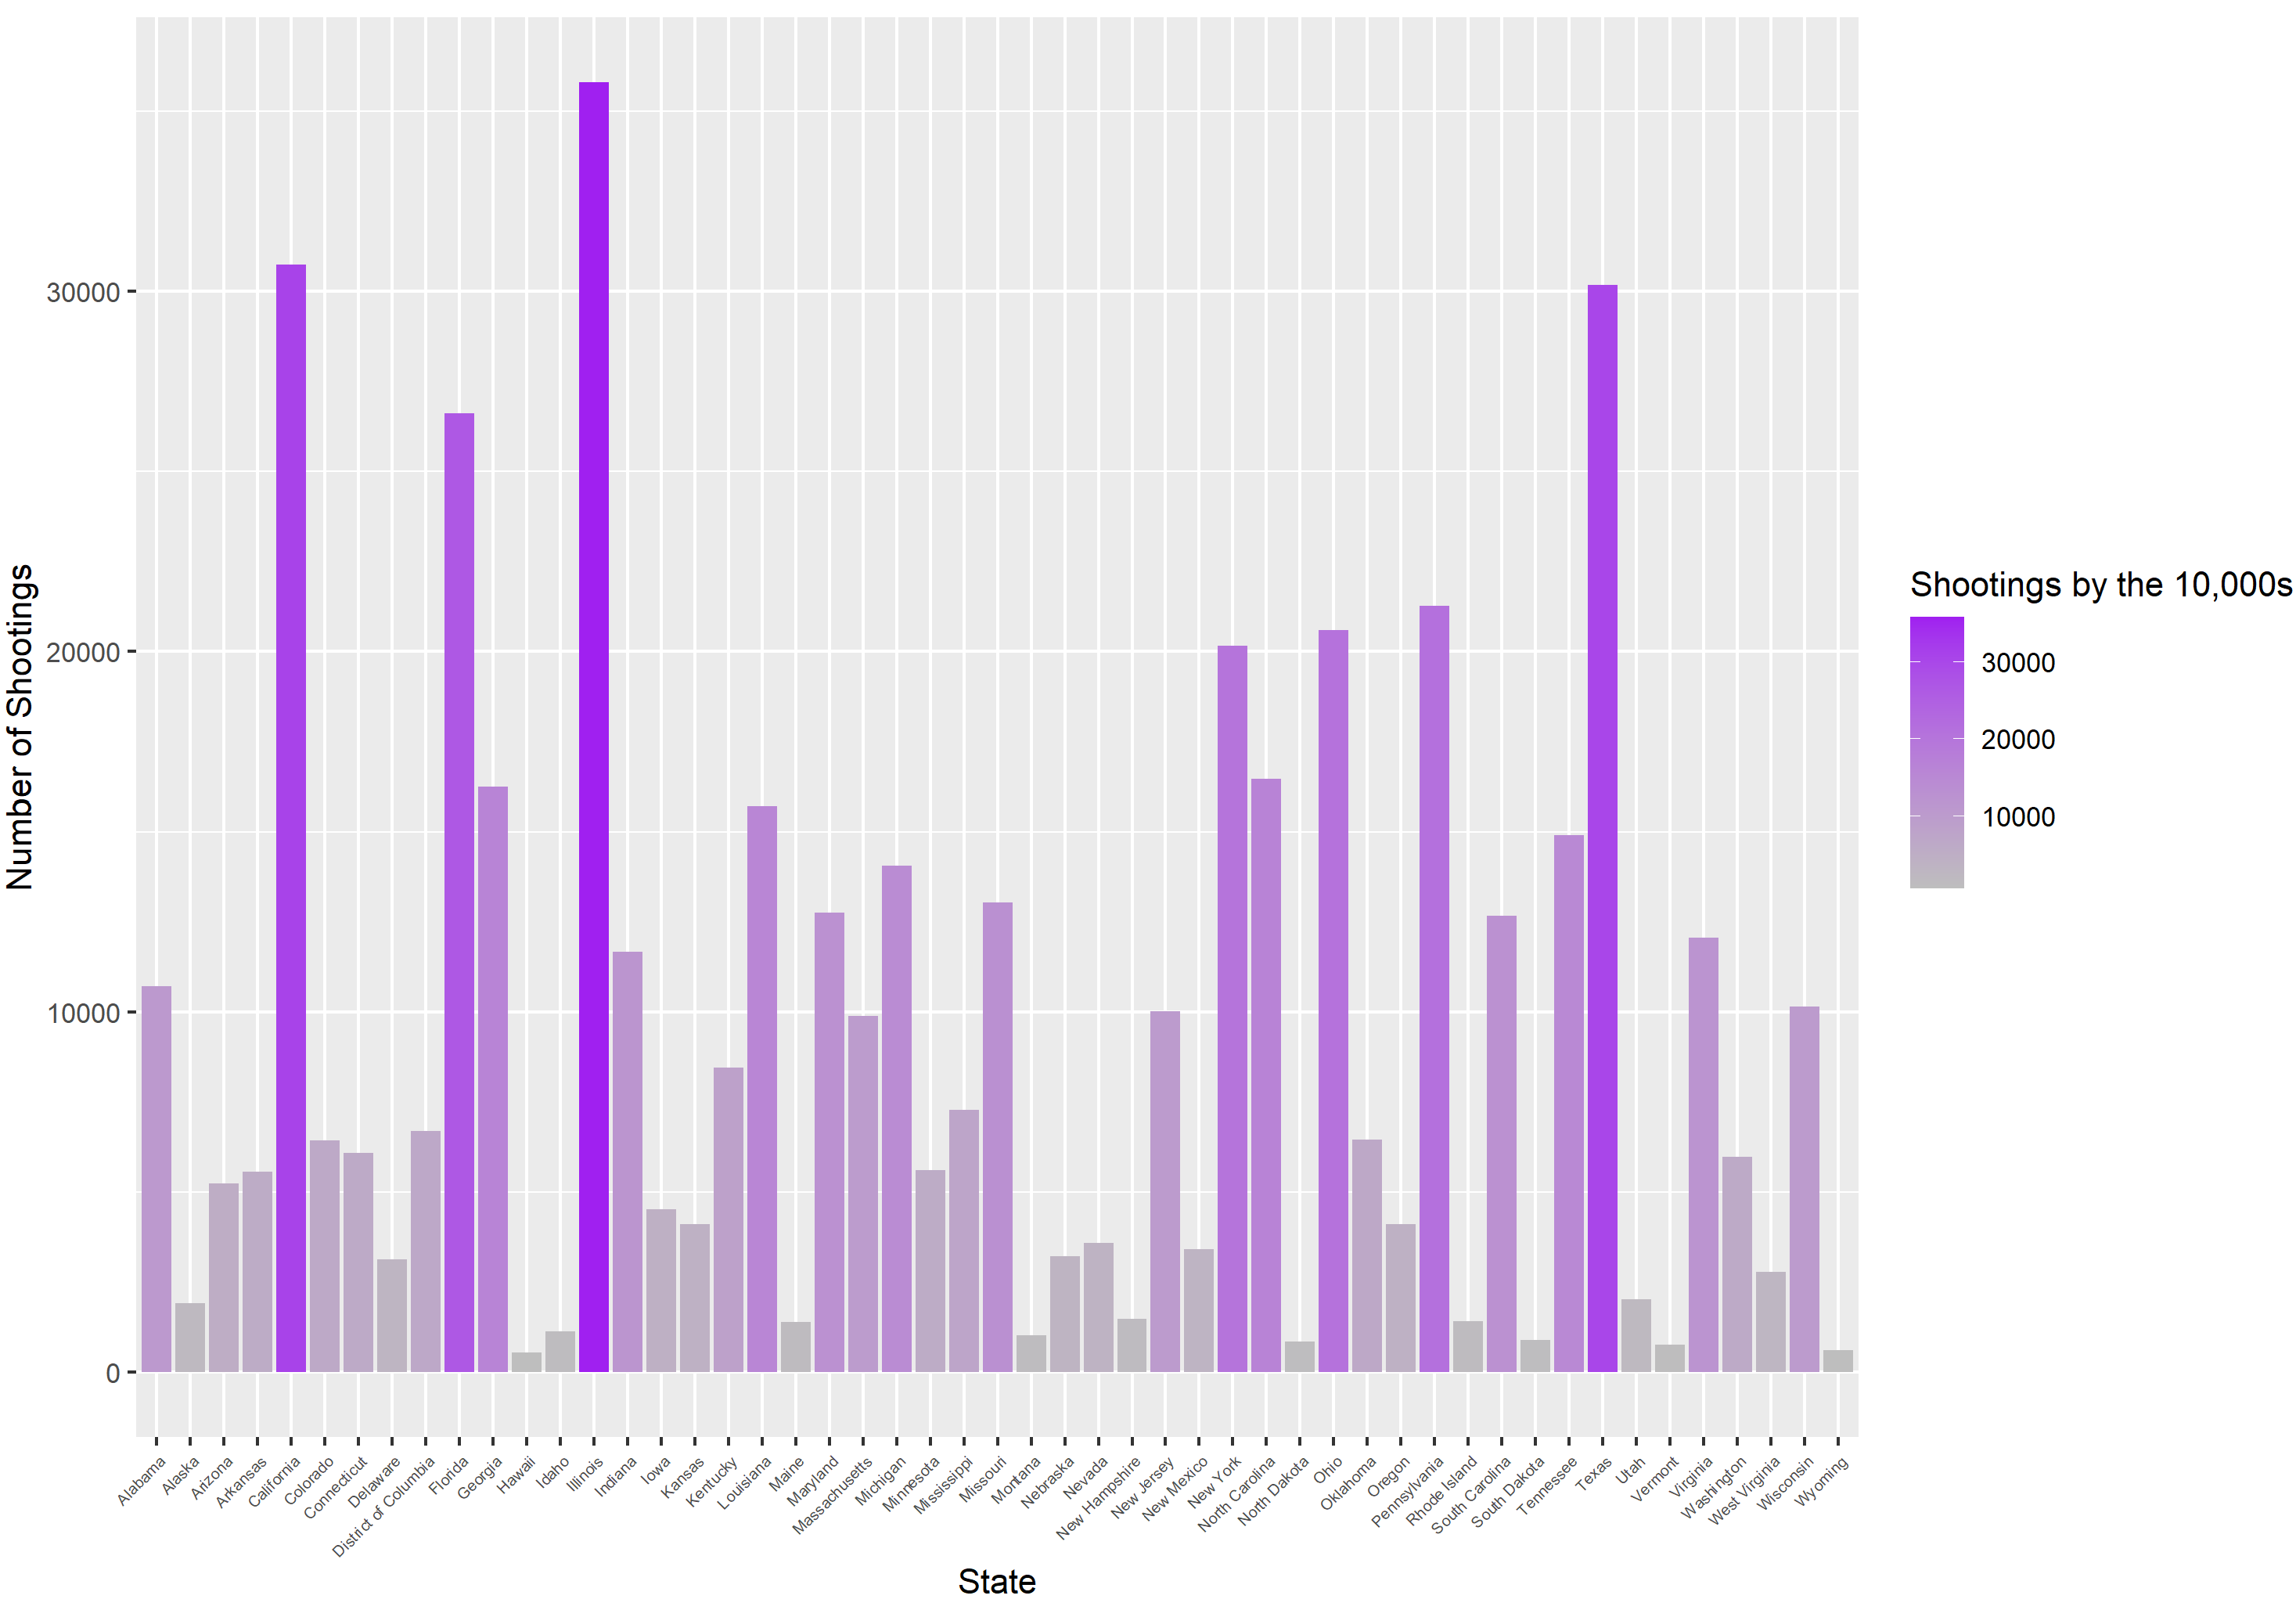 Number of Shootings
30000
20000
10000
0
Alabama
Alaska
Arizona
Arkansas
California
Colorado
Connecticut
Delaware
District of Columbia
Florida
Georgia
Hawaii
Idaho
Illinois
Indiana
Iowa
Kansas
Kentucky
Louisiana
Maine
Maryland
Massachusetts
Michigan
Minnesota
Mississippi
Missouri
Montana
Nebraska
Nevada
New Hampshire
New Jersey
New Mexico
New York
North Carolina
North Dakota
Ohio
Oklahoma
Oregon
Pennsylvania
Rhode Island
South Carolina
South Dakota
Tennessee
Texas
Utah
Vermont
Virginia
Washington
West Virginia
Wisconsin
Wyoming
State
Shootings by the 10,000s
30000
20000
10000